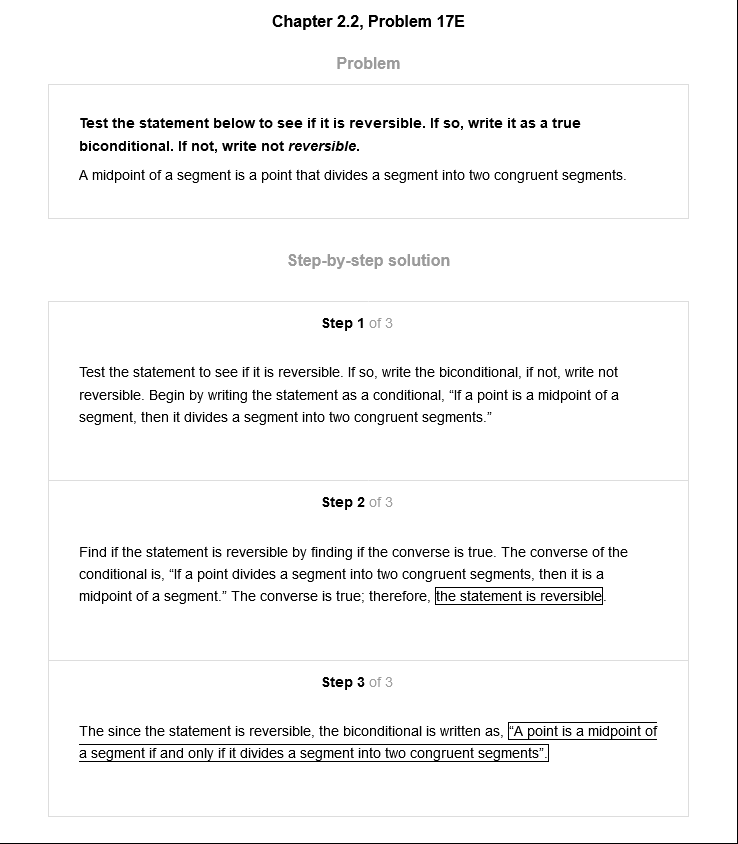 Chapter 2.2, Problem 17E
Problem
Test the statement below to see if it is reversible. If so, write it as a true
biconditional. If not, write not reversible.
A midpoint of a segment is a point that divides a segment into two congruent segments.
Step-by-step solution
Step 1 of 3
Test the statement to see if it is reversible. If so, write the biconditional, if not, write not
reversible. Begin by writing the statement as a conditional, “If a point is a midpoint of a
segment, then it divides a segment into two congruent segments.”
Step 2 of 3
Find if the statement is reversible by finding if the converse is true. The converse of the
conditional is, “If a point divides a segment into two congruent segments, then it is a
midpoint of a segment.” The converse is true; therefore, the statement is reversible.
Step 3 of 3
The since the statement is reversible, the biconditional is written as, “A point is a midpoint of
a segment if and only if it divides a segment into two congruent segments”.